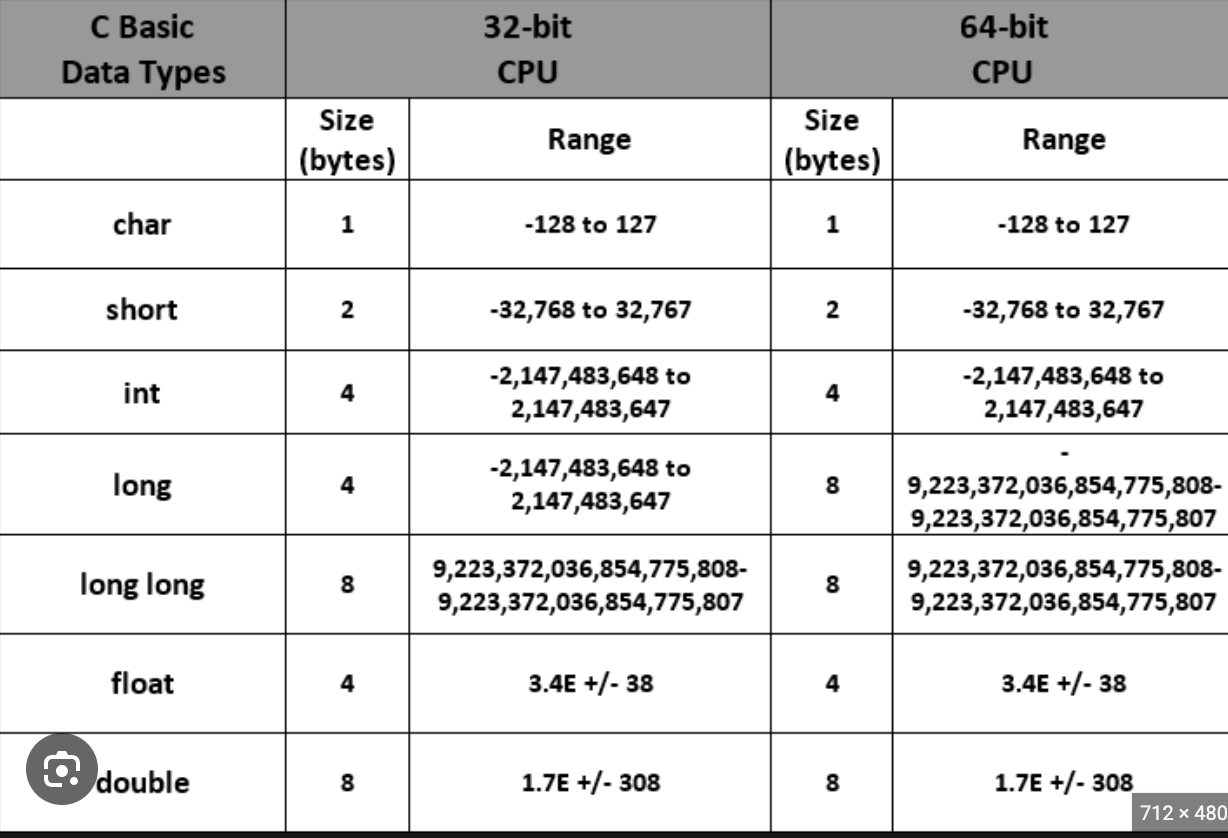 C Basic
Data Types
32-bit
CPU
64-bit
CPU
Size
(bytes)
Range
Size
(bytes)
Range
char
1
-128 to 127
1
-128 to 127
short
2
-32,768 to 32,767
2
-32,768 to 32,767
int
4
-2,147,483,648 to
2,147,483,647
4
-2,147,483,648 to
2,147,483,647
long
4
-2,147,483,648 to
2,147,483,647
8
-
9,223,372,036,854,775,808-
9,223,372,036,854,775,807
long long
8
9,223,372,036,854,775,808-
9,223,372,036,854,775,807
8
9,223,372,036,854,775,808-
9,223,372,036,854,775,807
float
4
3.4E +/- 38
4
3.4E +/- 38
double
8
1.7E +/- 308
8
1.7E +/- 308
712 × 480